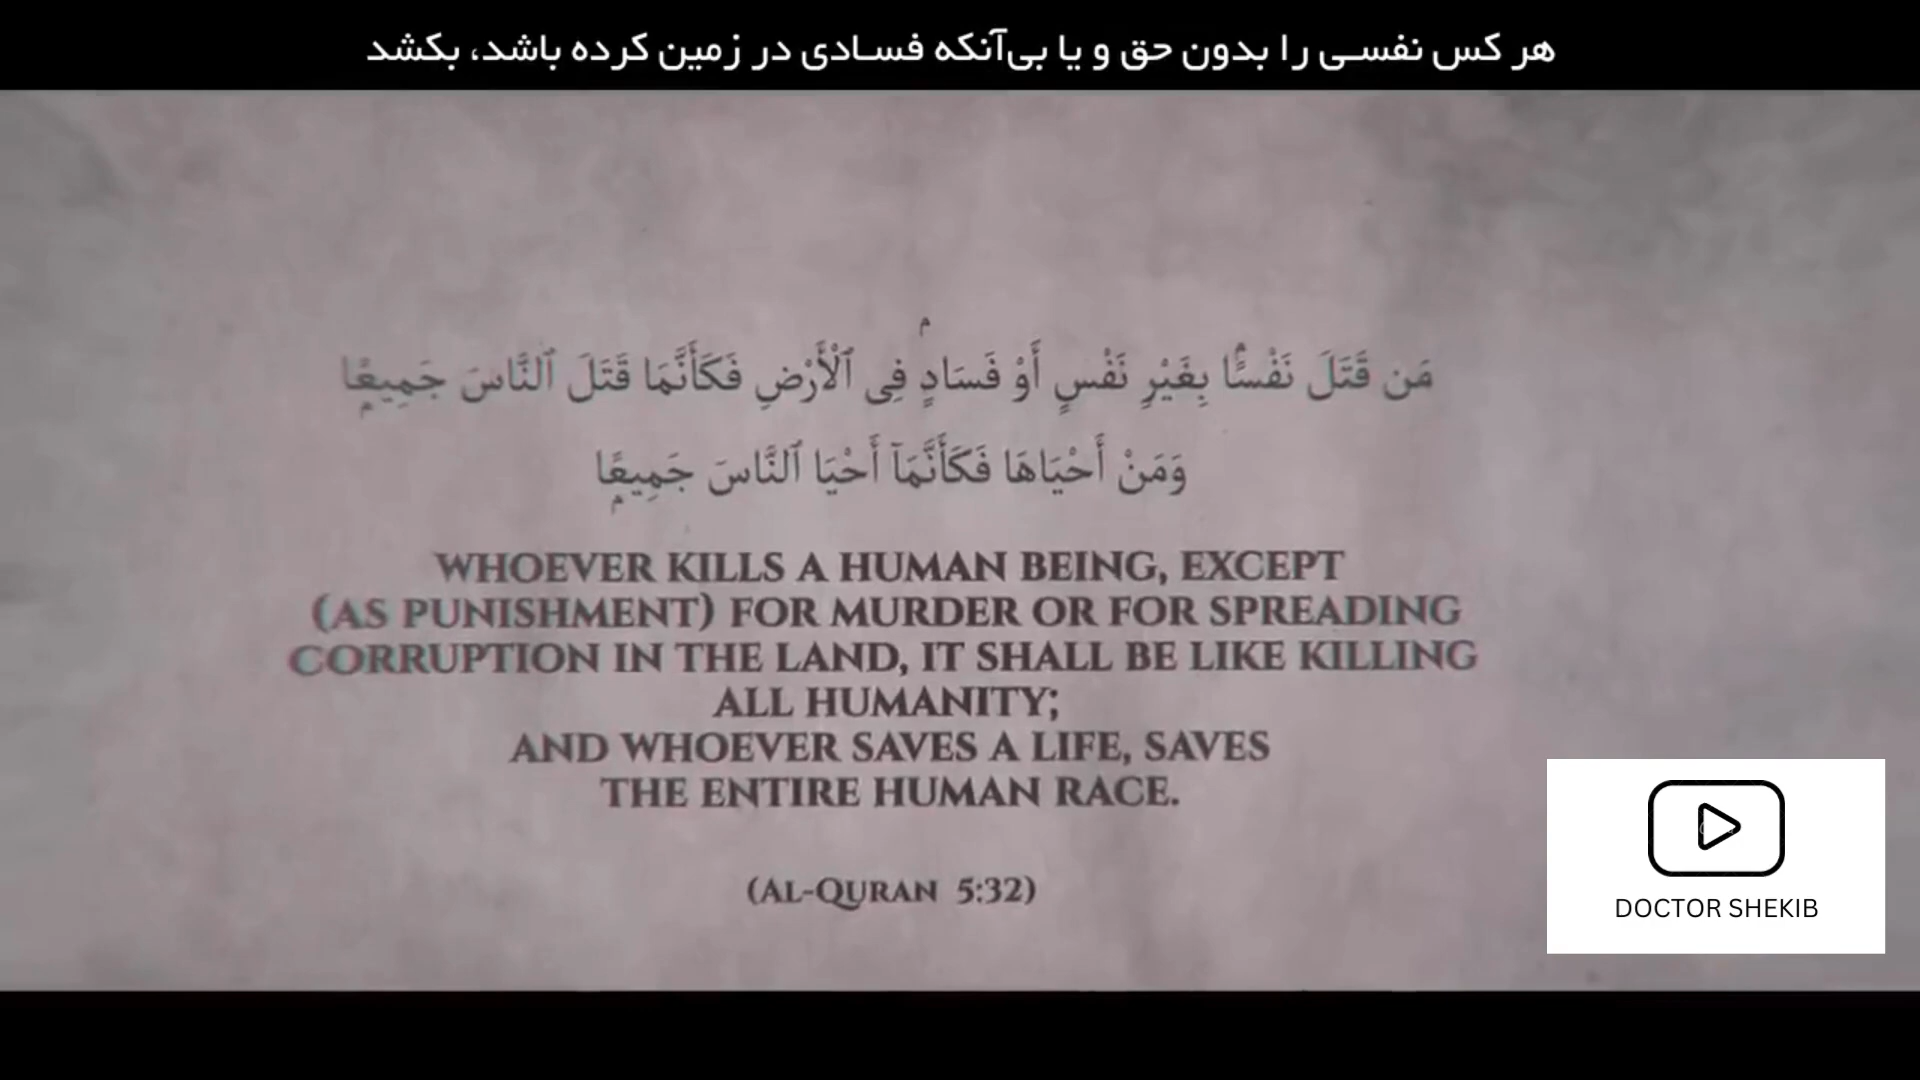 هر کس نفسی را بدون حق و یا بی‌آنکه فسادی در زمین کرده باشد، بکشد
مَن قَتَلَ نَفْسًۢا بِغَيْرِ نَفْسٍ أَوْ فَسَادٍۢ فِى ٱلْأَرْضِ فَكَأَنَّمَا قَتَلَ ٱلنَّاسَ جَمِيعًۭا
وَمَنْ أَحْيَاهَا فَكَأَنَّمَآ أَحْيَا ٱلنَّاسَ جَمِيعًۭا
WHOEVER KILLS A HUMAN BEING, EXCEPT
(AS PUNISHMENT) FOR MURDER OR FOR SPREADING
CORRUPTION IN THE LAND, IT SHALL BE LIKE KILLING
ALL HUMANITY;
AND WHOEVER SAVES A LIFE, SAVES
THE ENTIRE HUMAN RACE.
(AL-QURAN 5:32)
DOCTOR SHEKIB